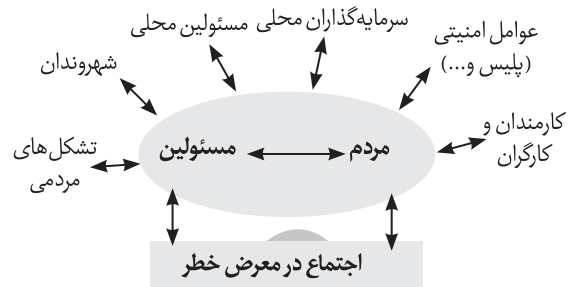 سرمایه‌گذاران محلی
مسئولین محلی
عوامل امنیتی
(پلیس و...)
شهروندان
کارمندان و
کارگران
مردم
مسئولین
تشکل‌های
مردمی
اجتماع در معرض خطر